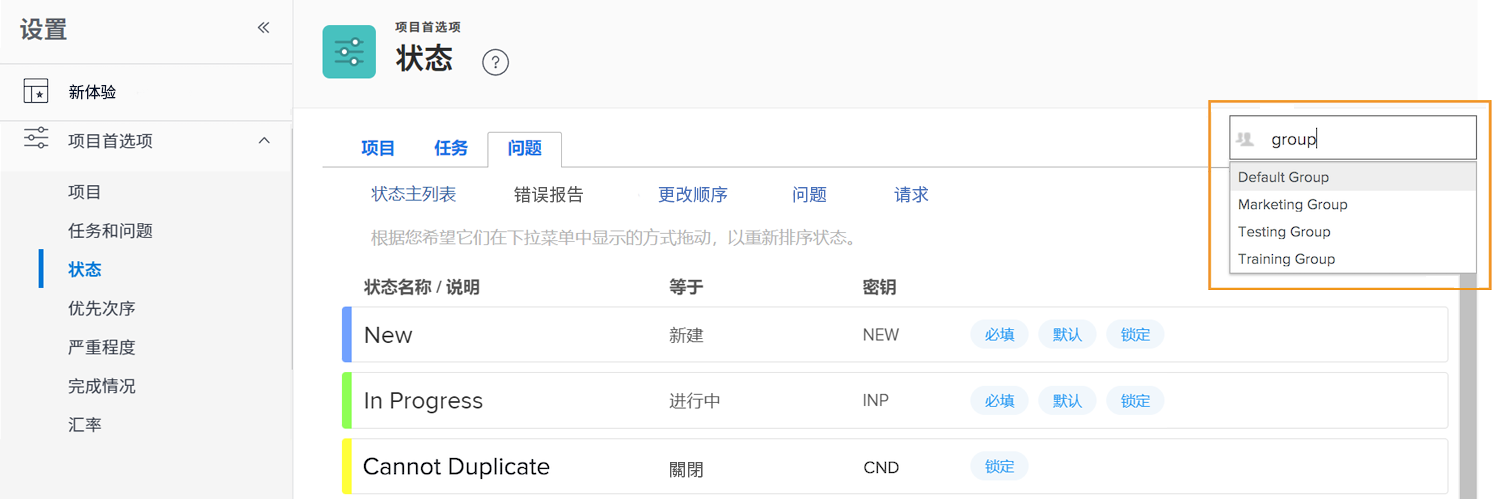 设置
新体验
项目首选项
项目
任务和问题
状态
优先次序
严重程度
完成情况
汇率
项目首选项
状态 ?
group
Default Group
Marketing Group
Testing Group
Training Group
项目 任务 问题
状态主列表 错误报告 更改顺序 问题 请求
根据您希望它们在下拉菜单中显示的方式拖动，以重新排序状态。
状态名称 / 说明 等于 密钥
New 新建 NEW 必填 默认 锁定
In Progress 进行中 INP 必填 默认 锁定
Cannot Duplicate 關閉 CND 锁定